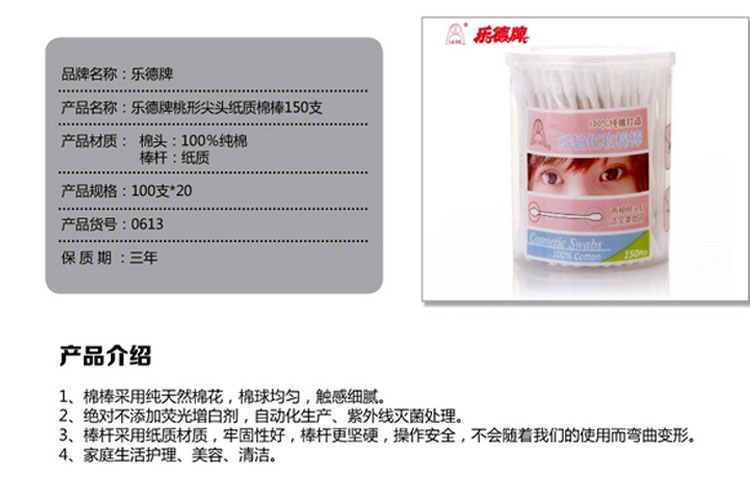 品牌名称：乐德牌
产品名称：乐德牌桃形尖头纸质棉棒150支
产品材质： 棉头：100%纯棉
棒杆：纸质
产品规格：100支*20
产品货号：0613
保 质 期 ：三年
乐德牌
100%纯棉打造
Cosmetic Swabs
100% Cotton
150Pcs
产品介绍
1、棉棒采用纯天然棉花，棉球均匀，触感细腻。
2、绝对不添加荧光增白剂，自动化生产、紫外线灭菌处理。
3、棒杆采用纸质材质，牢固性好，棒杆更坚硬，操作安全，不会随着我们的使用而弯曲变形。
4、家庭生活护理、美容、清洁。